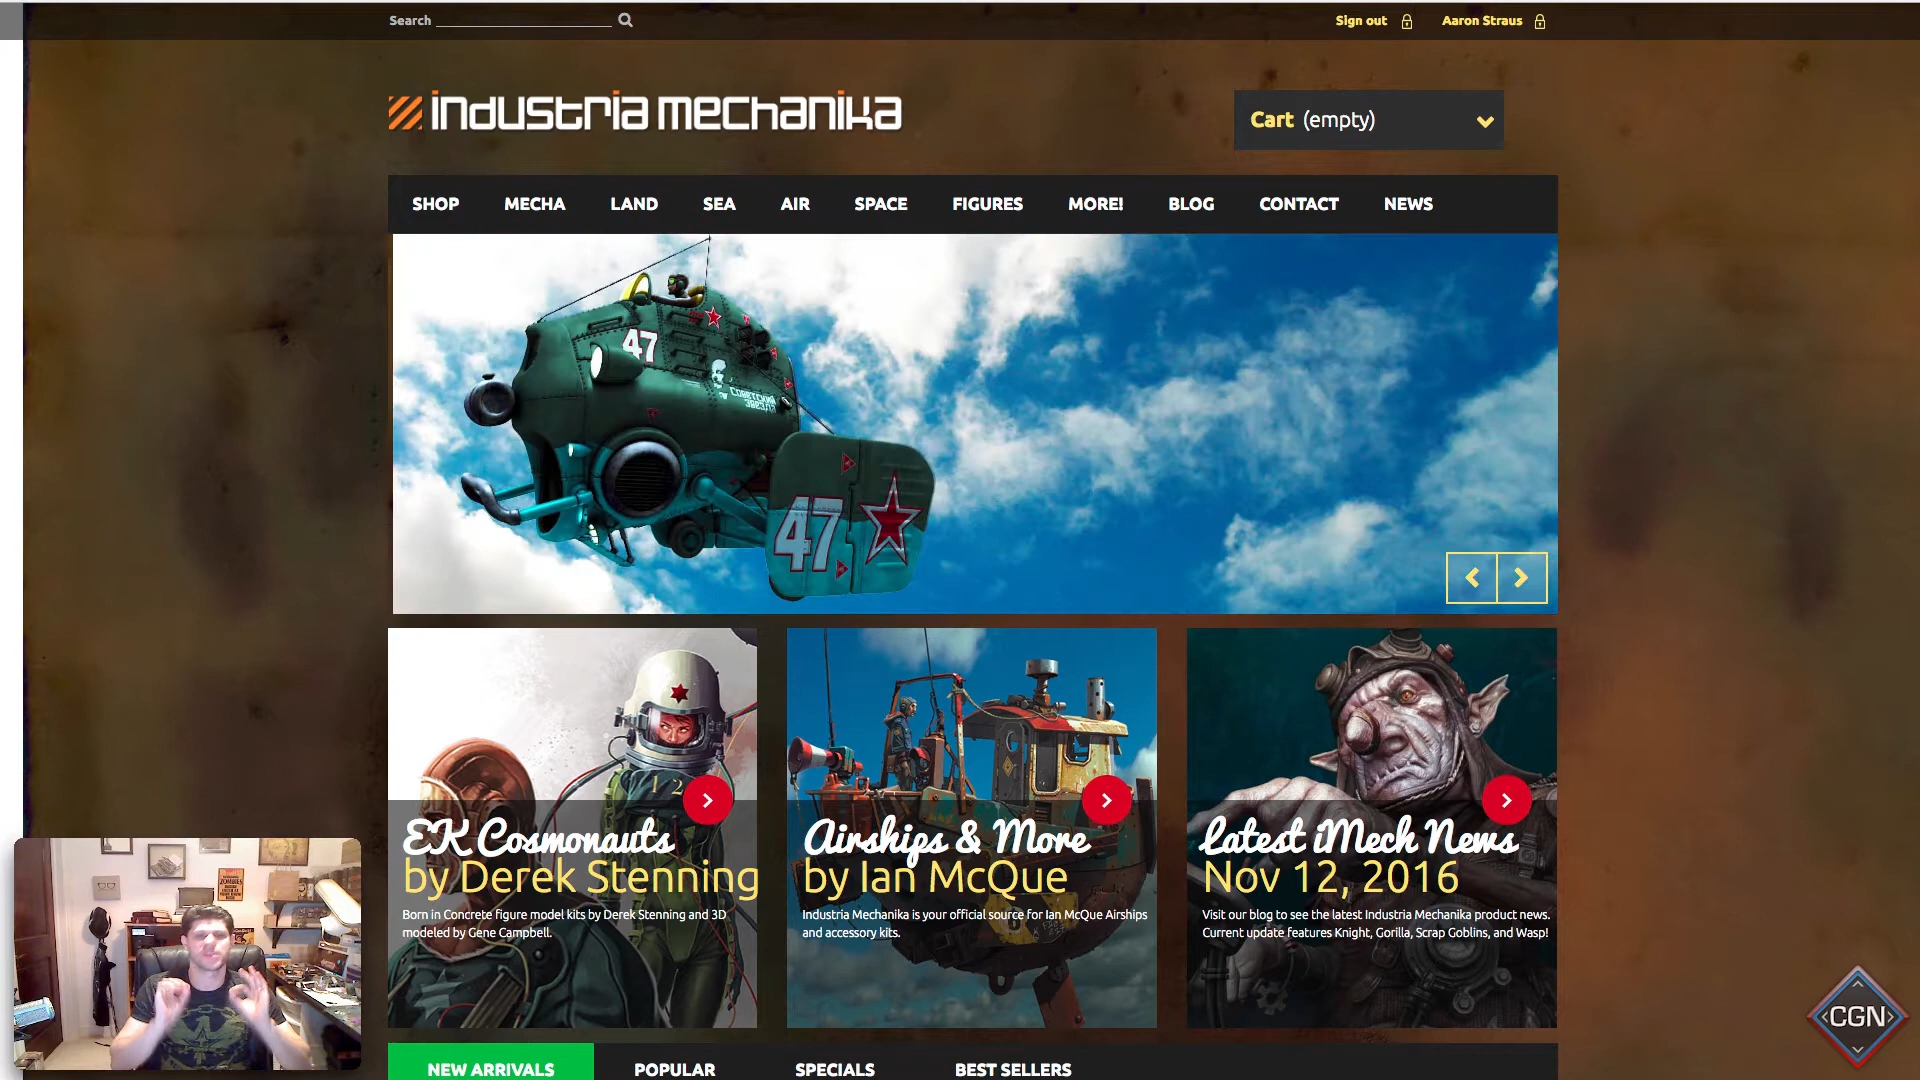 Search
Sign out
Aaron Straus
industria mechanika
Cart (empty)
SHOP
MECHA
LAND
SEA
AIR
SPACE
FIGURES
MORE!
BLOG
CONTACT
NEWS
47
СОВЕТСКИЙ
47
12
EK Cosmonauts
by Derek Stenning
Born in Concrete figure model kits by Derek Stenning and 3D
modeled by Gene Campbell.
Airships & More
by Ian McQue
Industria Mechanika is your official source for Ian McQue Airships
and accessory kits.
Latest iMech News
Nov 12, 2016
Visit our blog to see the latest Industria Mechanika product news.
Current update features Knight, Gorilla, Scrap Goblins, and Wasp!
CGN
NEW ARRIVALS
POPULAR
SPECIALS
BEST SELLERS